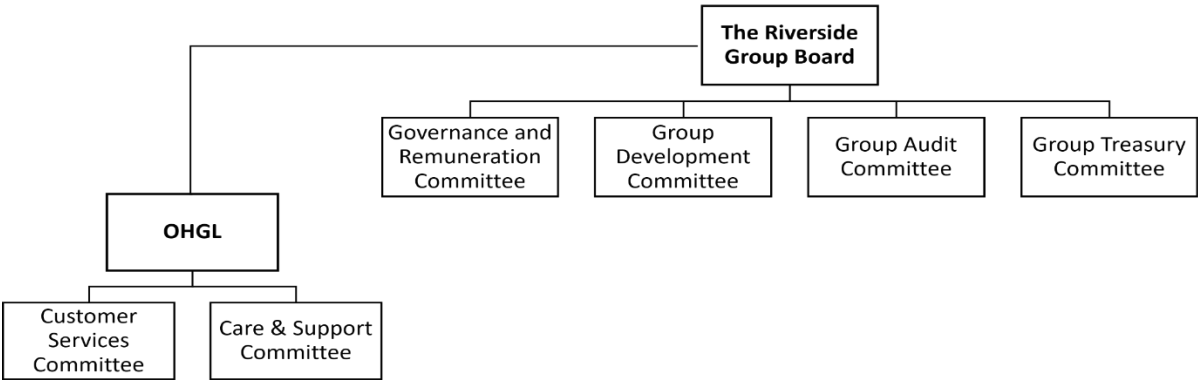 The Riverside
Group Board
Governance and
Remuneration
Committee
Group
Development
Committee
Group Audit
Committee
Group Treasury
Committee
OHGL
Customer
Services
Committee
Care & Support
Committee